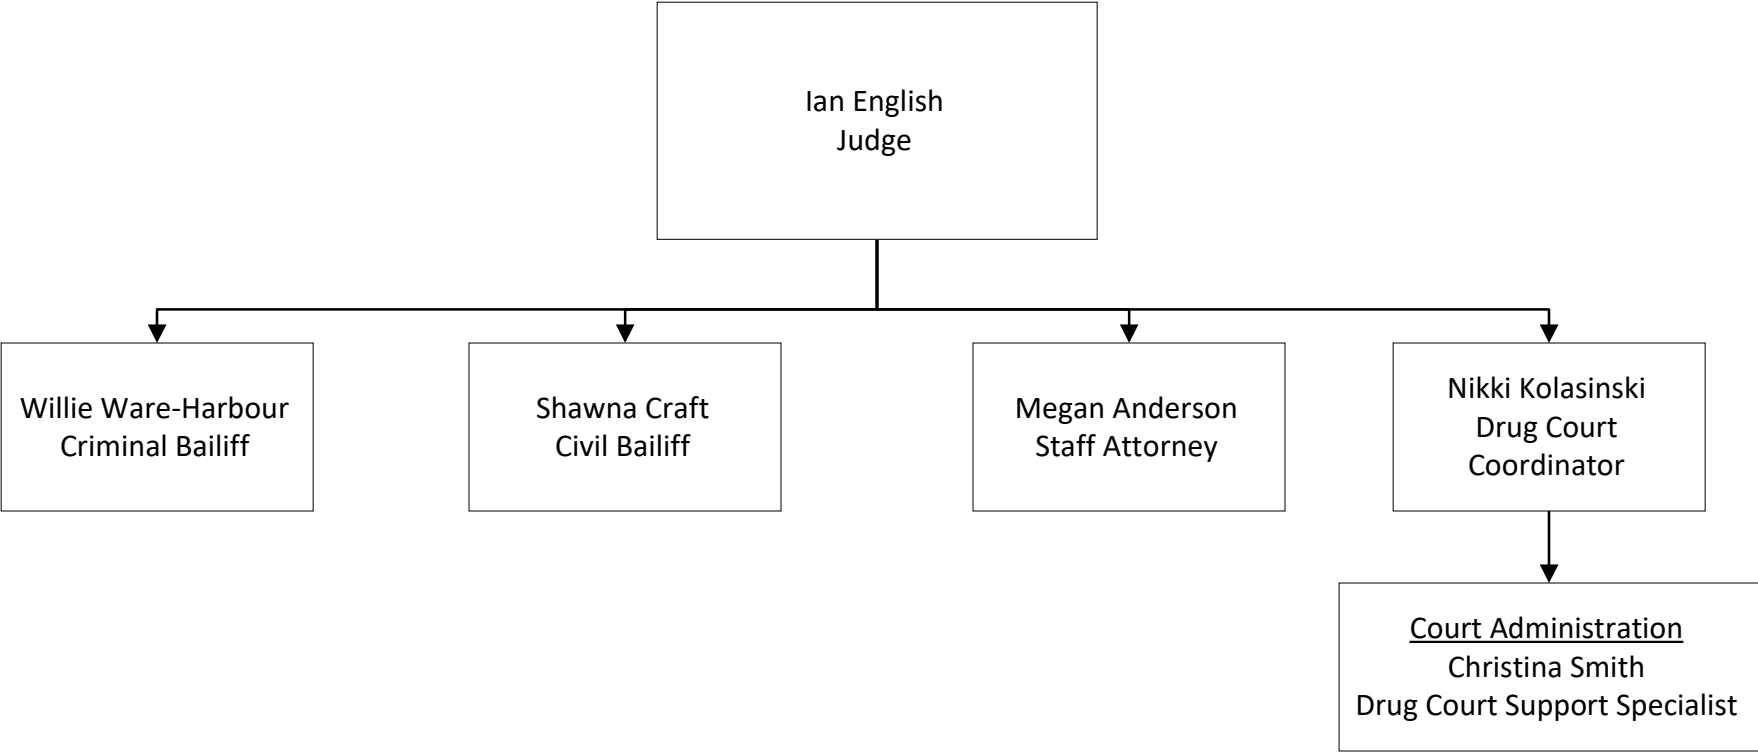 Ian English
Judge
Willie Ware-Harbour
Criminal Bailiff
Shawna Craft
Civil Bailiff
Megan Anderson
Staff Attorney
Nikki Kolasinski
Drug Court
Coordinator
Court Administration
Christina Smith
Drug Court Support Specialist